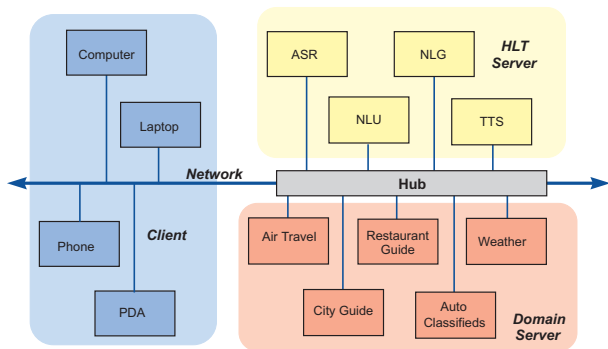 Computer
Laptop
Network
Phone
Client
PDA
ASR
NLG
HLT
Server
NLU
TTS
Hub
Air Travel
Restaurant
Guide
Weather
City Guide
Auto
Classifieds
Domain
Server